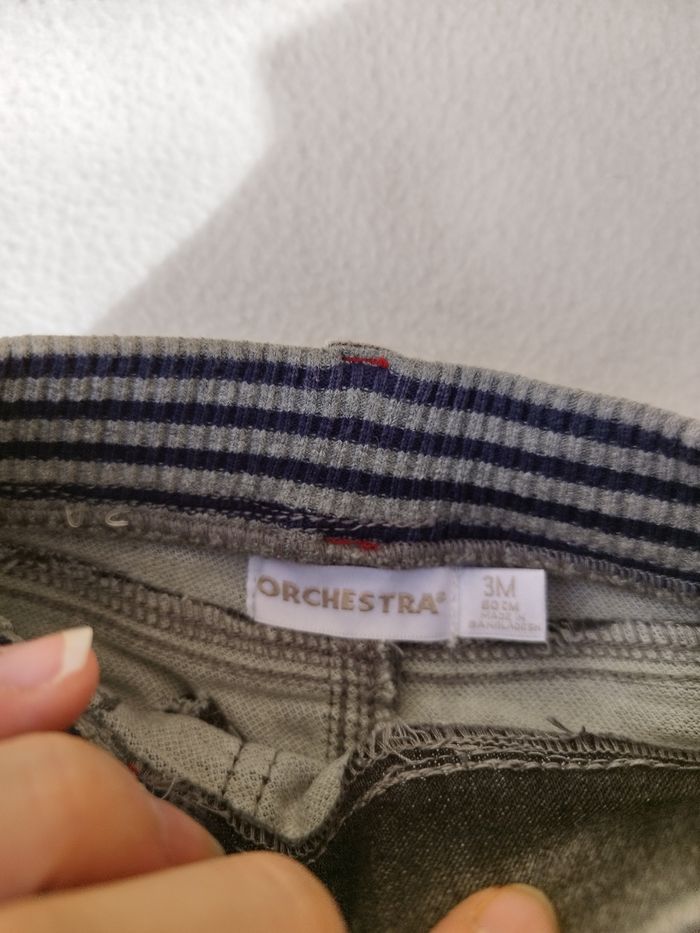 ORCHESTRA®
3M
60 CM
MADE IN
BANGLADESH